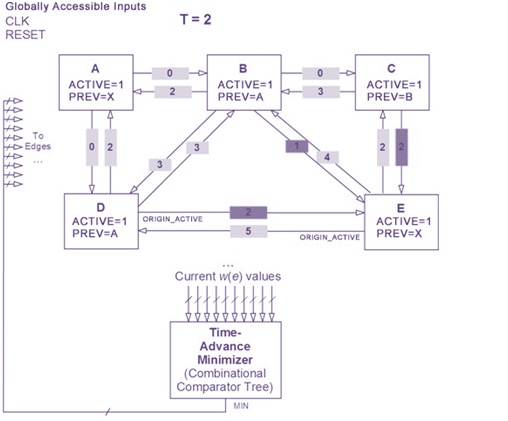 Globally Accessible Inputs
CLK
RESET
T = 2
A
ACTIVE=1
PREV=X
0
2
B
ACTIVE=1
PREV=A
0
3
C
ACTIVE=1
PREV=B
To
Edges
...
0
2
3
3
1
4
2
2
D
ACTIVE=1
PREV=A
ORIGIN_ACTIVE
2
5
ORIGIN_ACTIVE
E
ACTIVE=1
PREV=X
...
Current w(e) values
Time-
Advance
Minimizer
(Combinational
Comparator Tree)
MIN